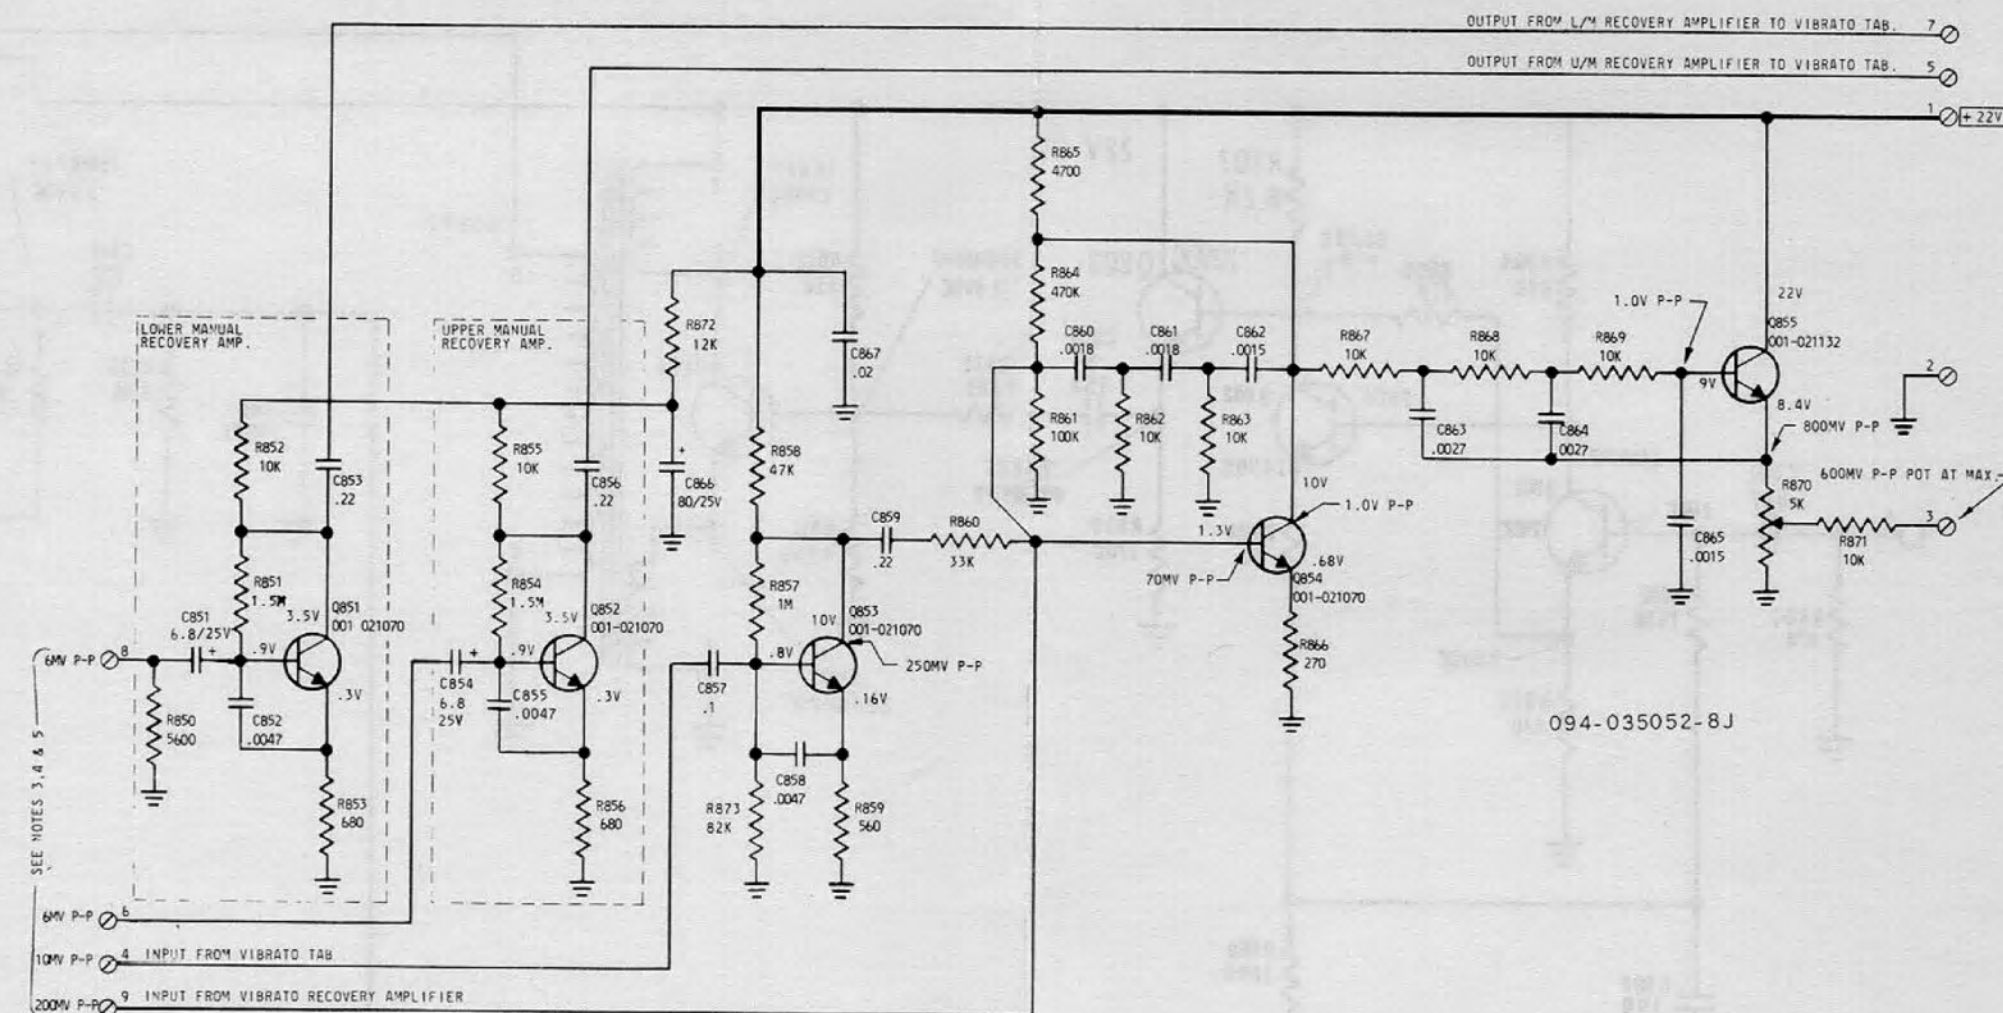 OUTPUT FROM L/M RECOVERY AMPLIFIER TO VIBRATO TAB. 7
OUTPUT FROM U/M RECOVERY AMPLIFIER TO VIBRATO TAB. 5
1 + 22V
R865
4700
R864
470K
LOWER MANUAL
RECOVERY AMP.
UPPER MANUAL
RECOVERY AMP.
R872
12K
C867
.02
C860
.0018
C861
.0018
C862
.0015
R867
10K
R868
10K
R869
10K
1.0V P-P
22V
Q855
001-021132
9V
8.4V
2
800MV P-P
R852
10K
C853
.22
R855
10K
C856
.22
C866
80/25V
R858
47K
R861
100K
R862
10K
R863
10K
C863
.0027
C864
.0027
10V
1.0V P-P
R870
5K
600MV P-P POT AT MAX.
3
R871
10K
C865
.0015
C859
.22
R860
33K
1.3V
70MV P-P
.68V
Q854
001-021070
R866
270
R851
1.5M
3.5V
Q851
001 021070
R854
1.5M
3.5V
Q852
001-021070
R857
1M
10V
Q853
001-021070
250MV P-P
C851
6.8/25V
6MV P-P 8
.9V
.3V
C854
6.8
25V
.9V
C855
.0047
.3V
C857
.1
.8V
.16V
R850
5600
C852
.0047
R853
680
R856
680
C858
.0047
R873
82K
R859
560
094-035052-8J
SEE NOTES 3,4 & 5
6MV P-P 6
10MV P-P 4 INPUT FROM VIBRATO TAB
200MV P-P 9 INPUT FROM VIBRATO RECOVERY AMPLIFIER